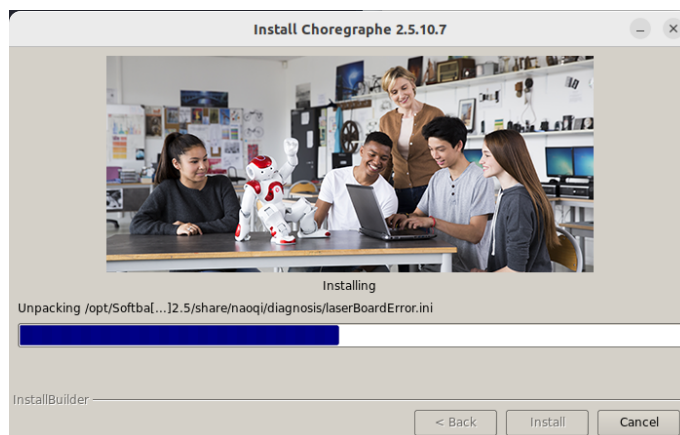 Install Choregraphe 2.5.10.7
Installing
Unpacking /opt/Softba[...]2.5/share/naoqi/diagnosis/laserBoardError.ini
InstallBuilder
< Back
Install
Cancel